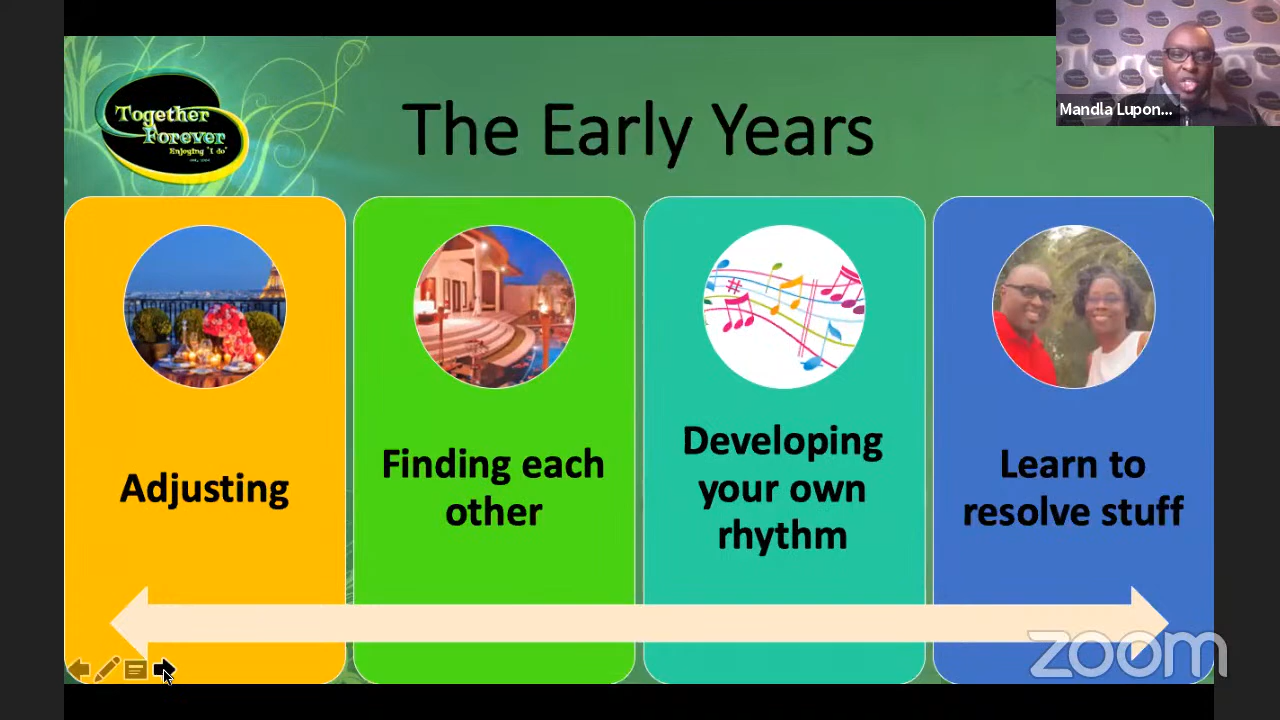 Together
Forever
Enjoying "I do"
The Early Years
Mandla Lupon...
Adjusting
Finding each
other
Developing
your own
rhythm
Learn to
resolve stuff
zoom